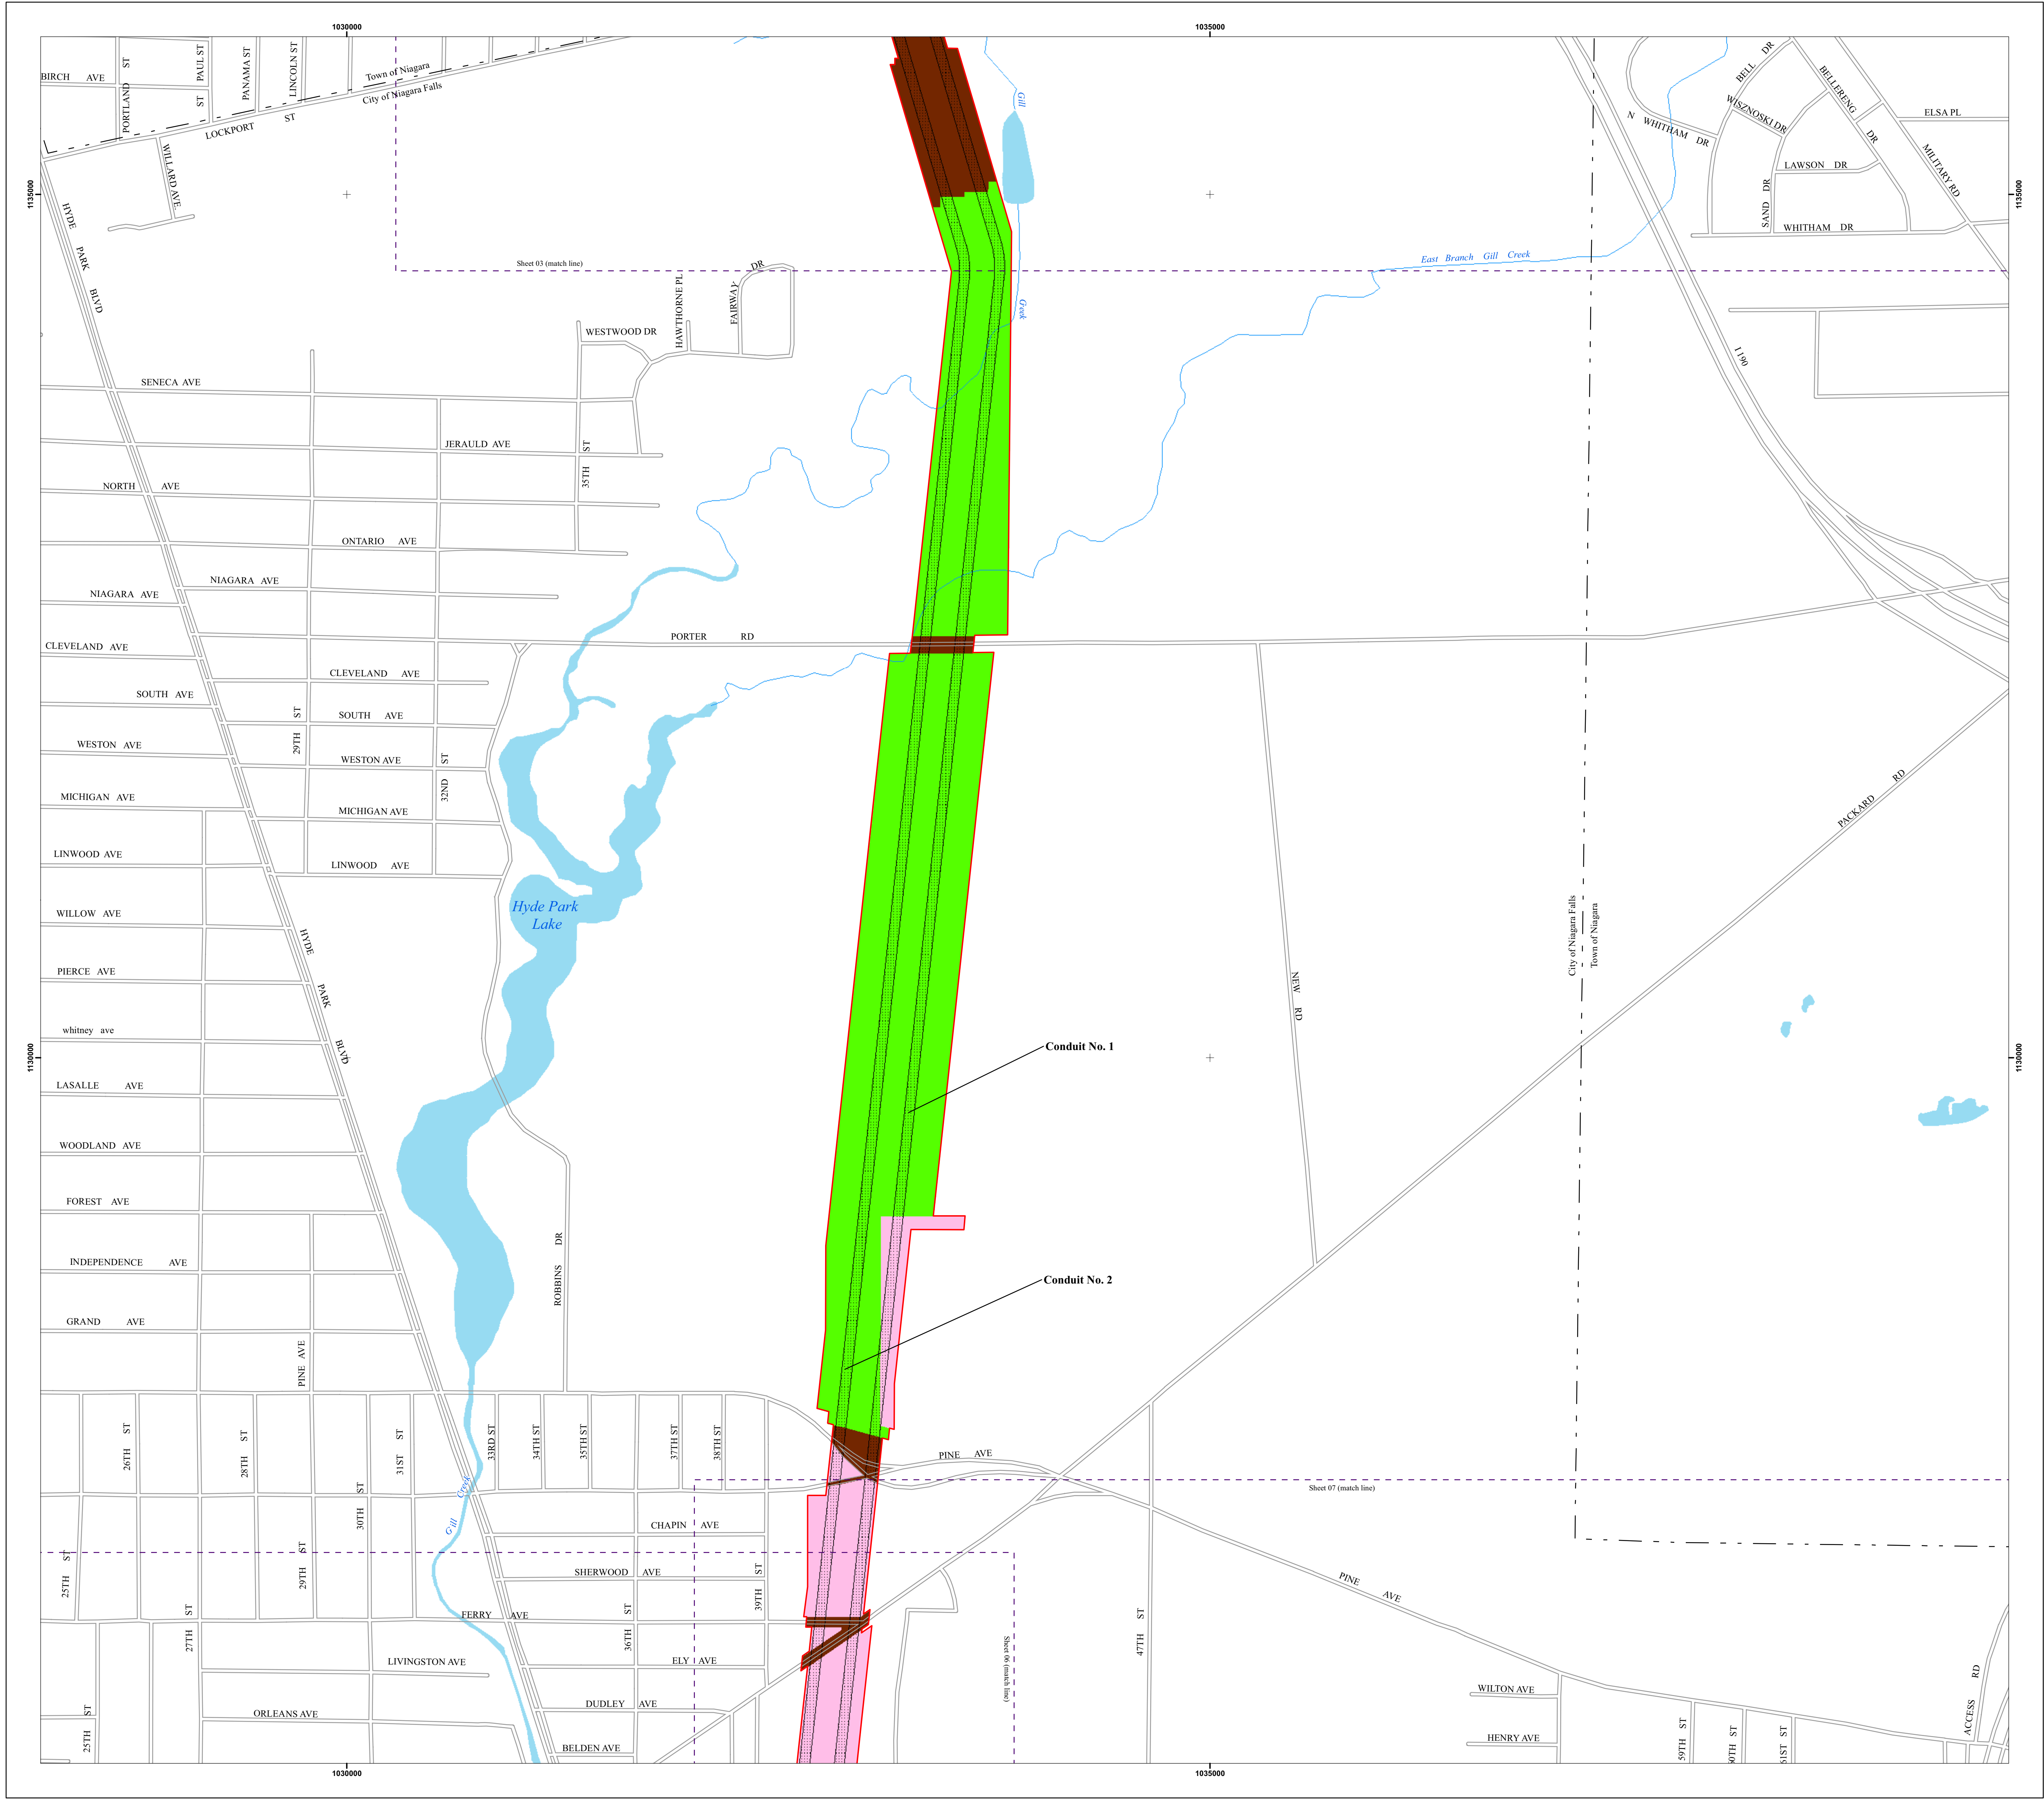 1030000
1035000
BIRCH AVE
PORTLAND ST
PAUL ST
ST
PANAMA ST
LINCOLN ST
Town of Niagara
City of Niagara Falls
LOCKPORT ST
WILLARD AVE.
Gill
Creek
BELL DR
BELLERENG DR
WISZNOSKI DR
N WHITHAM DR
ELSA PL
LAWSON DR
MILITARY RD
SAND DR
WHITHAM DR
1135000
1135000
HYDE PARK BLVD
Sheet 03 (match line)
East Branch Gill Creek
DR
FAIRWAY
HAWTHORNE PL
WESTWOOD DR
I 190
SENECA AVE
JERAULD AVE
35TH ST
NORTH AVE
ONTARIO AVE
NIAGARA AVE
NIAGARA AVE
PORTER RD
CLEVELAND AVE
CLEVELAND AVE
SOUTH AVE
SOUTH AVE
29TH ST
WESTON AVE
WESTON AVE
32ND ST
MICHIGAN AVE
MICHIGAN AVE
PACKARD RD
LINWOOD AVE
LINWOOD AVE
WILLOW AVE
Hyde Park
Lake
HYDE PARK BLVD
City of Niagara Falls
Town of Niagara
PIERCE AVE
NEW RD
whitney ave
Conduit No. 1
1130000
1130000
LASALLE AVE
WOODLAND AVE
FOREST AVE
INDEPENDENCE AVE
ROBBINS DR
Conduit No. 2
GRAND AVE
PINE AVE
26TH ST
28TH ST
31ST ST
33RD ST
34TH ST
35TH ST
37TH ST
38TH ST
PINE AVE
Sheet 07 (match line)
30TH ST
Gill Creek
CHAPIN AVE
25TH ST
29TH ST
SHERWOOD AVE
39TH ST
PINE AVE
27TH ST
FERRY AVE
36TH ST
47TH ST
Sheet 06 (match line)
LIVINGSTON AVE
ELY AVE
WILTON AVE
ACCESS RD
25TH ST
ORLEANS AVE
DUDLEY AVE
59TH ST
ST
ST
BELDEN AVE
HENRY AVE
1030000
1035000